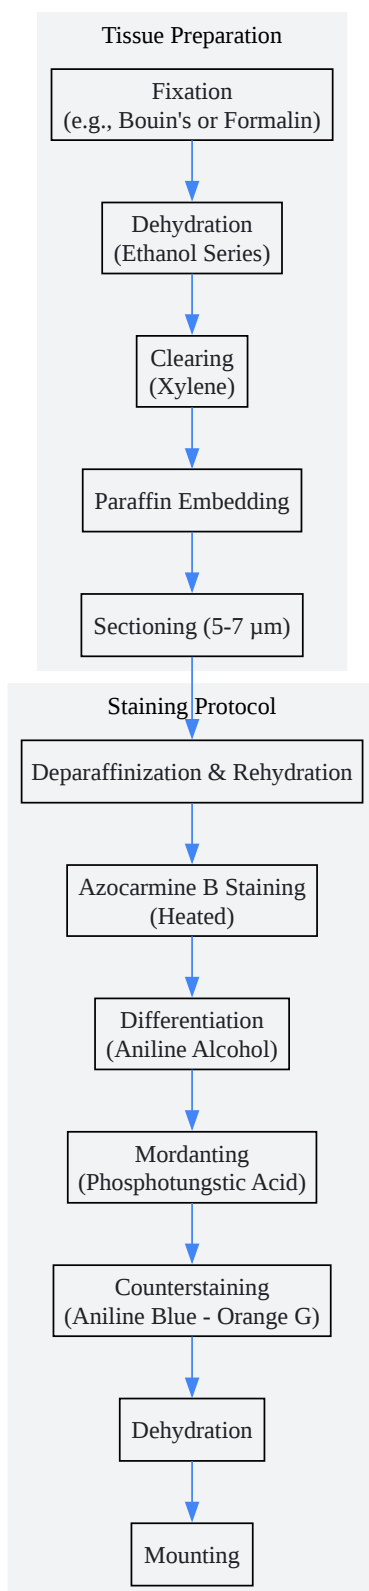 Tissue Preparation
Fixation
(e.g., Bouin's or Formalin)
Dehydration
(Ethanol Series)
Clearing
(Xylene)
Paraffin Embedding
Sectioning (5-7 µm)
Staining Protocol
Deparaffinization & Rehydration
Azocarmine B Staining
(Heated)
Differentiation
(Aniline Alcohol)
Mordanting
(Phosphotungstic Acid)
Counterstaining
(Aniline Blue - Orange G)
Dehydration
Mounting